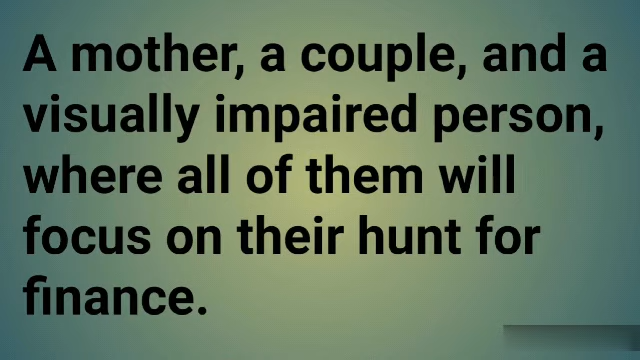 A mother, a couple, and a
visually impaired person,
where all of them will
focus on their hunt for
finance.